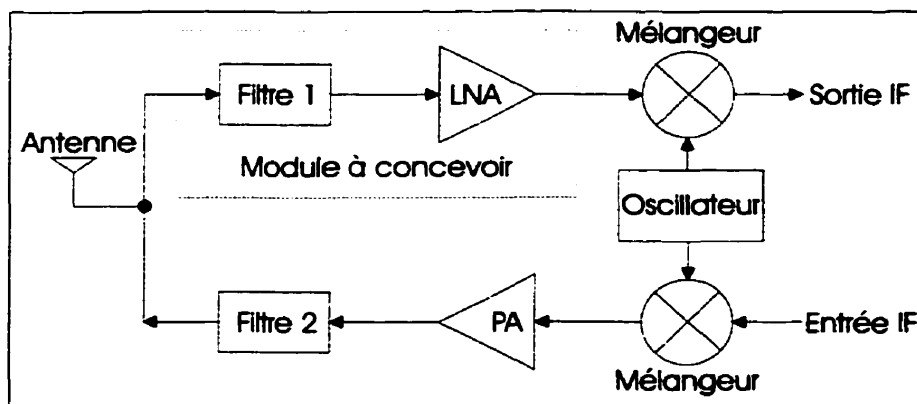 Mélangeur
Filtre 1
LNA
Sortie IF
Antenne
Module à concevoir
Oscillateur
Filtre 2
PA
Entrée IF
Mélangeur